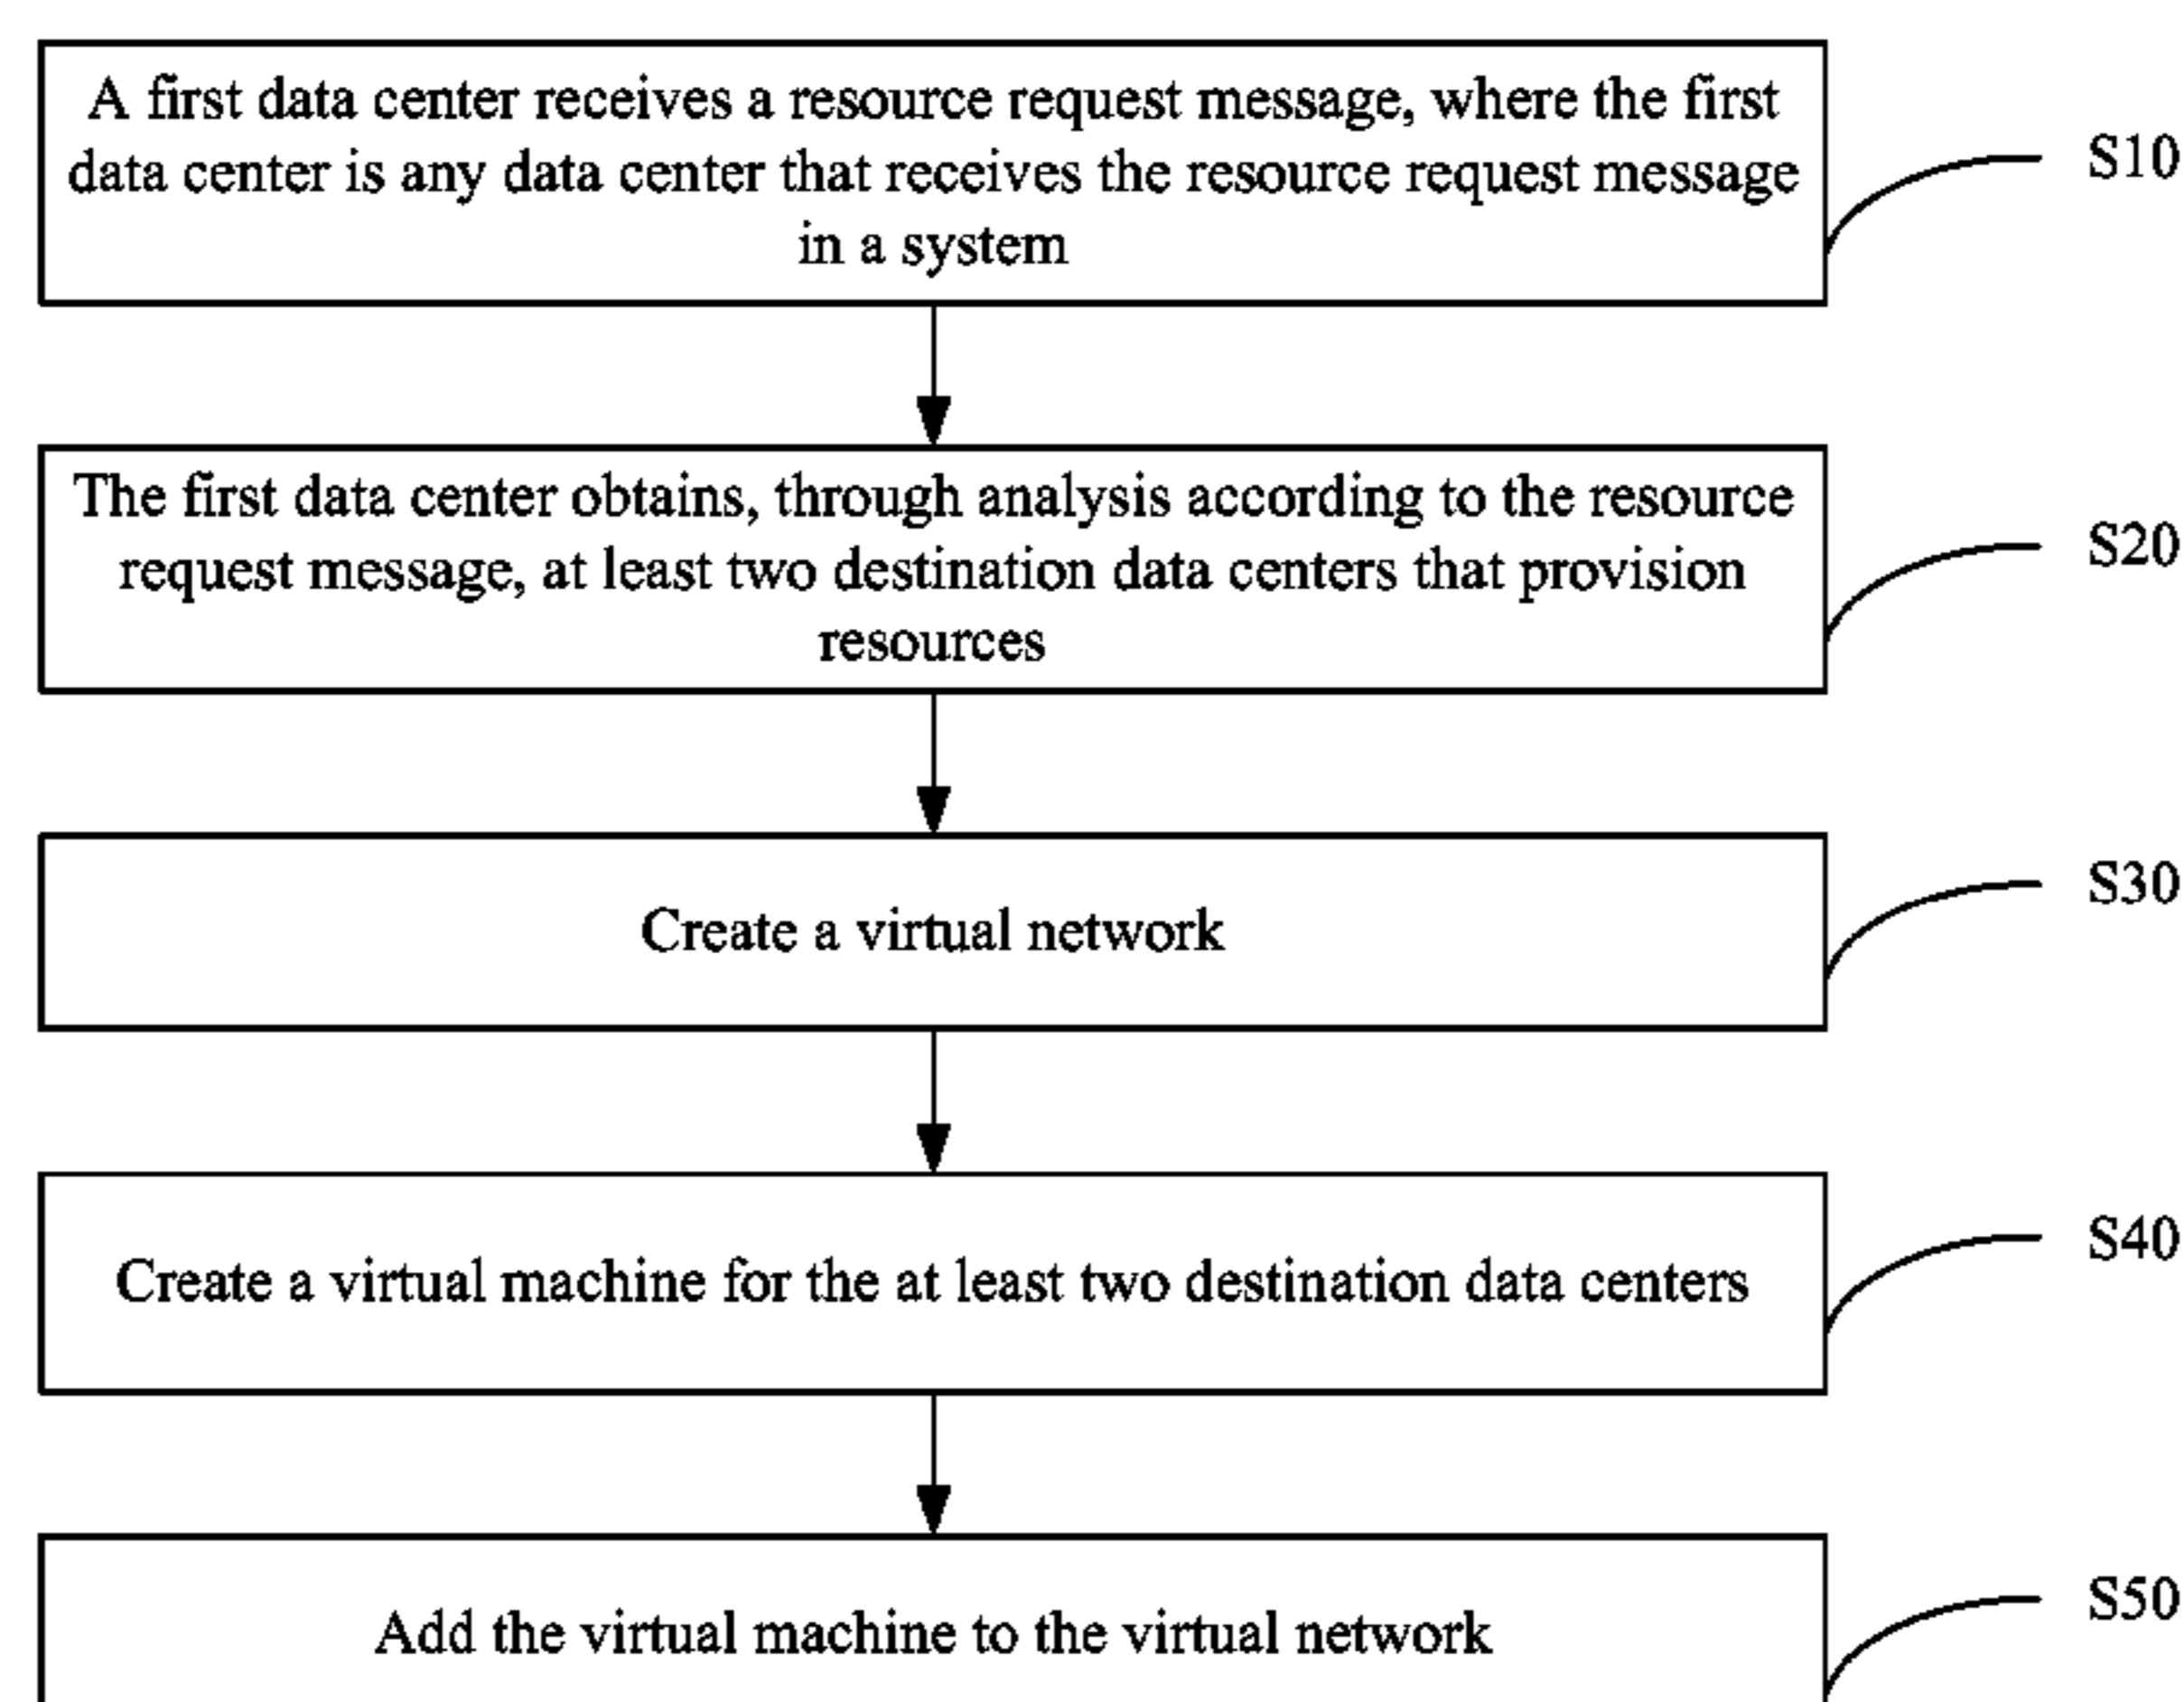 A first data center receives a resource request message, where the first
data center is any data center that receives the resource request message
in a system
S10
The first data center obtains, through analysis according to the resource
request message, at least two destination data centers that provision
resources
S20
Create a virtual network
S30
Create a virtual machine for the at least two destination data centers
S40
Add the virtual machine to the virtual network
S50